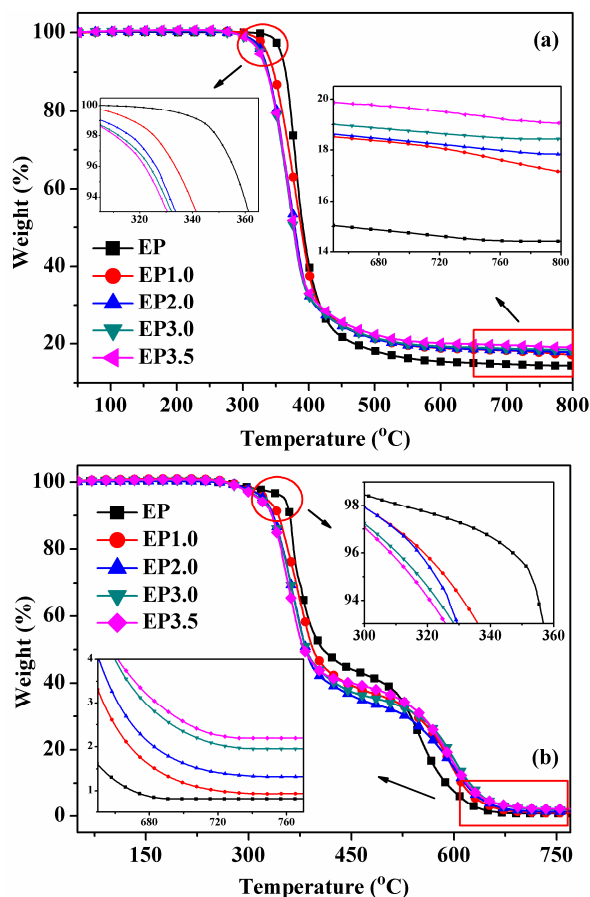 (a)
100
80
60
40
20
Weight (%)
100
98
96
94
320 340 360
20
18
16
14
680 720 760 800
EP
EP1.0
EP2.0
EP3.0
EP3.5
100 200 300 400 500 600 700 800
Temperature (°C)
(b)
100
80
60
40
20
0
Weight (%)
EP
EP1.0
EP2.0
EP3.0
EP3.5
98
96
94
300 320 340 360
4
3
2
1
680 720 760
150 300 450 600 750
Temperature (°C)